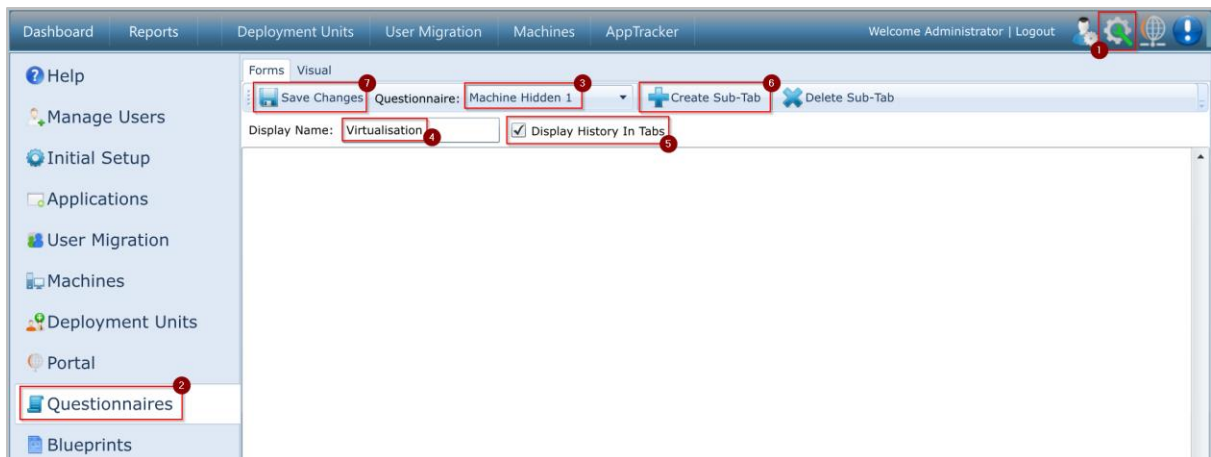 Dashboard Reports Deployment Units User Migration Machines AppTracker Welcome Administrator | Logout
1
Help
Manage Users
Initial Setup
Applications
User Migration
Machines
Deployment Units
Portal
2
Questionnaires
Blueprints
Forms Visual
7 3 6
Save Changes Questionnaire: Machine Hidden 1 Create Sub-Tab Delete Sub-Tab
Display Name: Virtualisation 4 Display History In Tabs
5